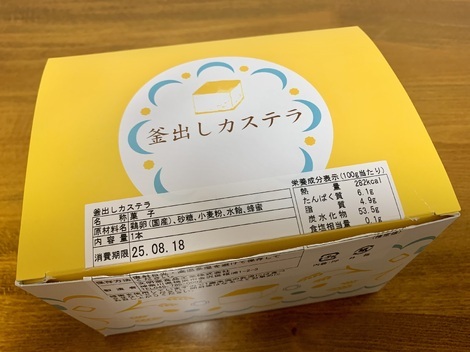 釜出しカステラ
釜出しカステラ
名 称 菓 子
原材料名 鶏卵(国産)、砂糖、小麦粉、水飴、蜂蜜
内 容 量 1本
消費期限 25.08.18
栄養成分表示(100g当たり)
熱 量 282kcal
たんぱく質 6.1g
脂 質 4.9g
炭水化物 53.5g
食塩相当量 0.1g
保存方法